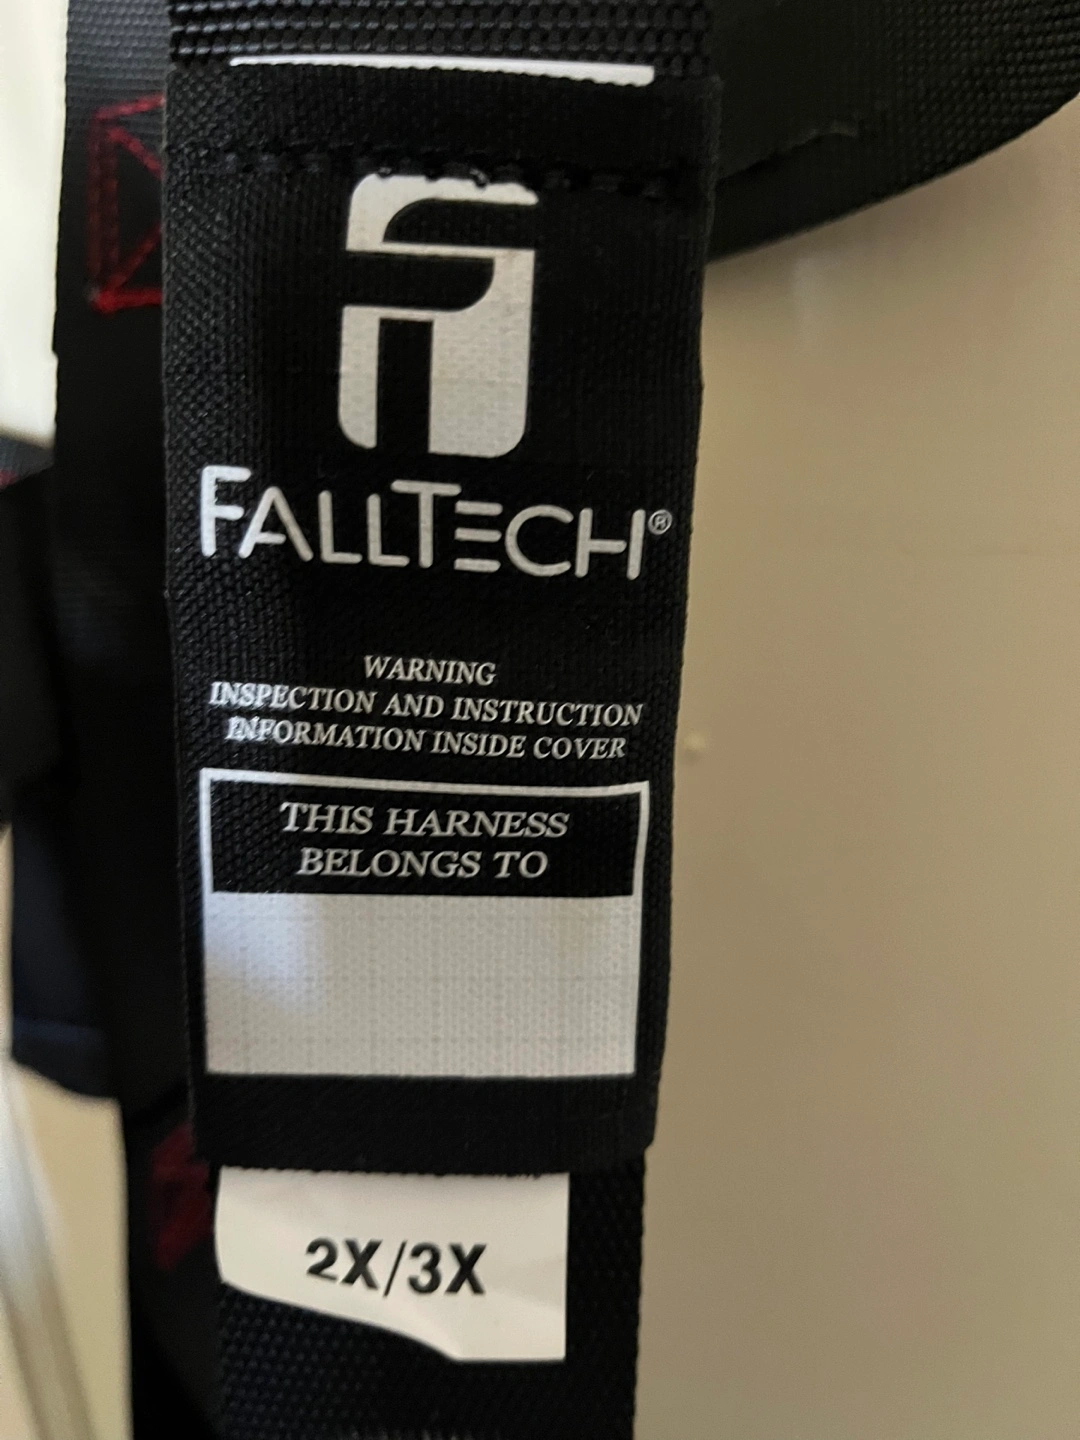 FALLTECH®
WARNING
INSPECTION AND INSTRUCTION
INFORMATION INSIDE COVER
THIS HARNESS
BELONGS TO
2X/3X